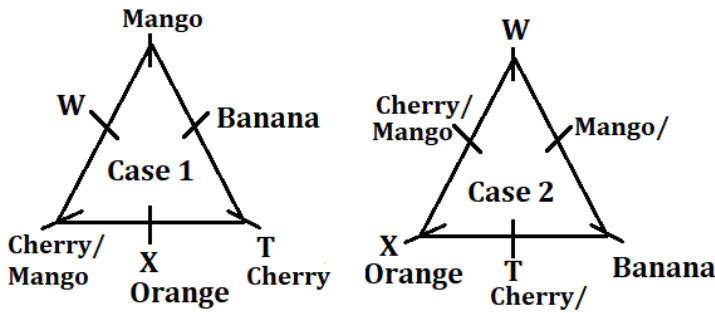 Mango
W
Banana
Case 1
Cherry/
Mango
X
Orange
T
Cherry
W
Cherry/
Mango
Mango/
Case 2
X
Orange
T
Cherry/
Banana